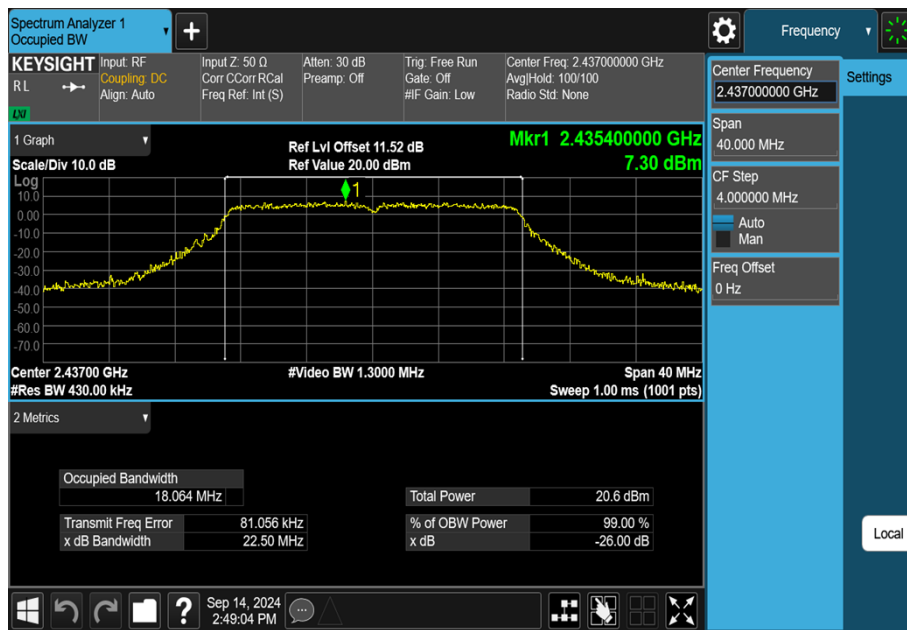 Spectrum Analyzer 1
Occupied BW
Frequency
KEYSIGHT
RL
LXI
Input: RF
Coupling: DC
Align: Auto
Input Z: 50 Ω
Corr CCorr RCal
Freq Ref: Int (S)
Atten: 30 dB
Preamp: Off
Trig: Free Run
Gate: Off
#IF Gain: Low
Center Freq: 2.437000000 GHz
Avg|Hold: 100/100
Radio Std: None
Center Frequency
2.437000000 GHz
Settings
Span
40.000 MHz
CF Step
4.000000 MHz
Auto
Man
Freq Offset
0 Hz
1 Graph
Scale/Div 10.0 dB
Ref Lvl Offset 11.52 dB
Ref Value 20.00 dBm
Mkr1 2.435400000 GHz
7.30 dBm
Log
10.0
0.00
-10.0
-20.0
-30.0
-40.0
-50.0
-60.0
-70.0
1
Center 2.43700 GHz
#Res BW 430.00 kHz
#Video BW 1.3000 MHz
Span 40 MHz
Sweep 1.00 ms (1001 pts)
2 Metrics
Occupied Bandwidth
18.064 MHz
Transmit Freq Error 81.056 kHz
x dB Bandwidth 22.50 MHz
Total Power 20.6 dBm
% of OBW Power 99.00 %
x dB -26.00 dB
Local
?
Sep 14, 2024
2:49:04 PM